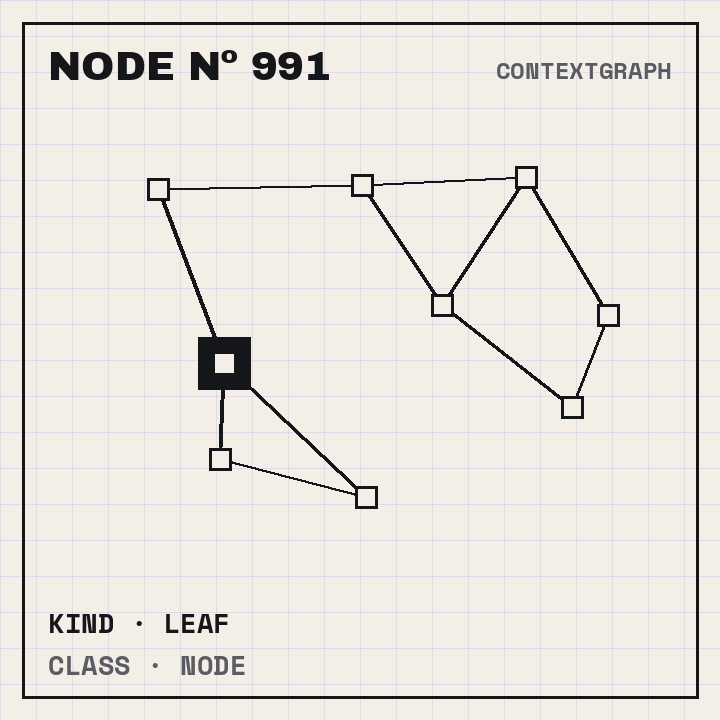 NODE Nº 991
CONTEXTGRAPH
KIND · LEAF
CLASS · NODE